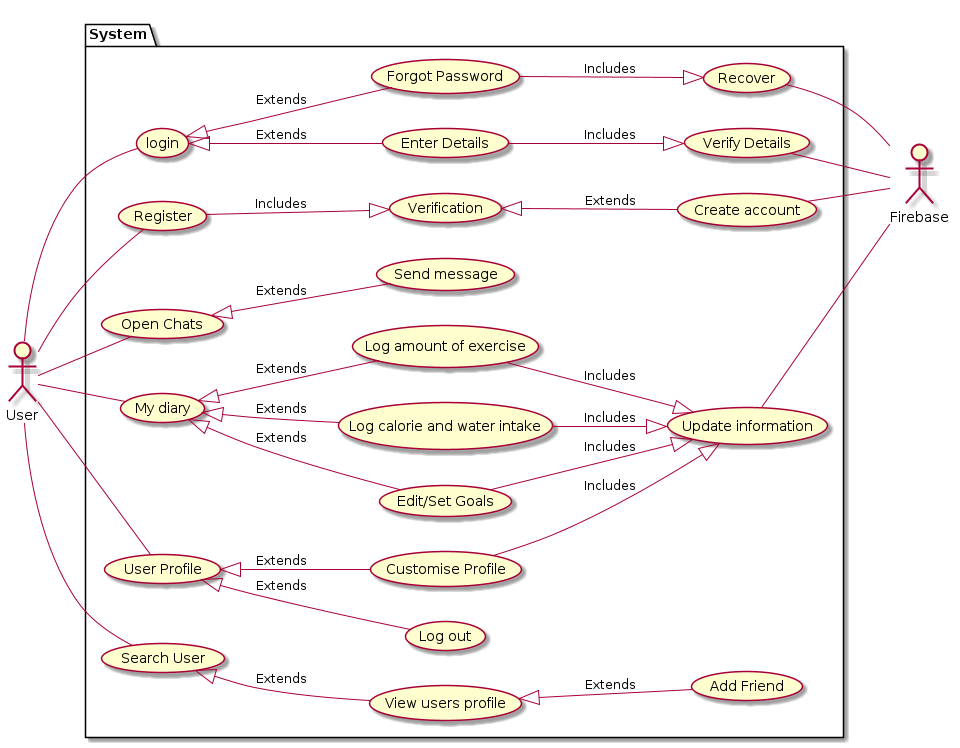 System
Forgot Password
Includes
Recover
Extends
login
Extends
Enter Details
Includes
Verify Details
Register
Includes
Verification
Extends
Create account
Firebase
Send message
Extends
Open Chats
Log amount of exercise
Extends
Includes
My diary
Extends
Log calorie and water intake
Includes
Update information
User
Extends
Includes
Edit/Set Goals
Includes
User Profile
Extends
Customise Profile
Extends
Log out
Search User
Extends
View users profile
Extends
Add Friend